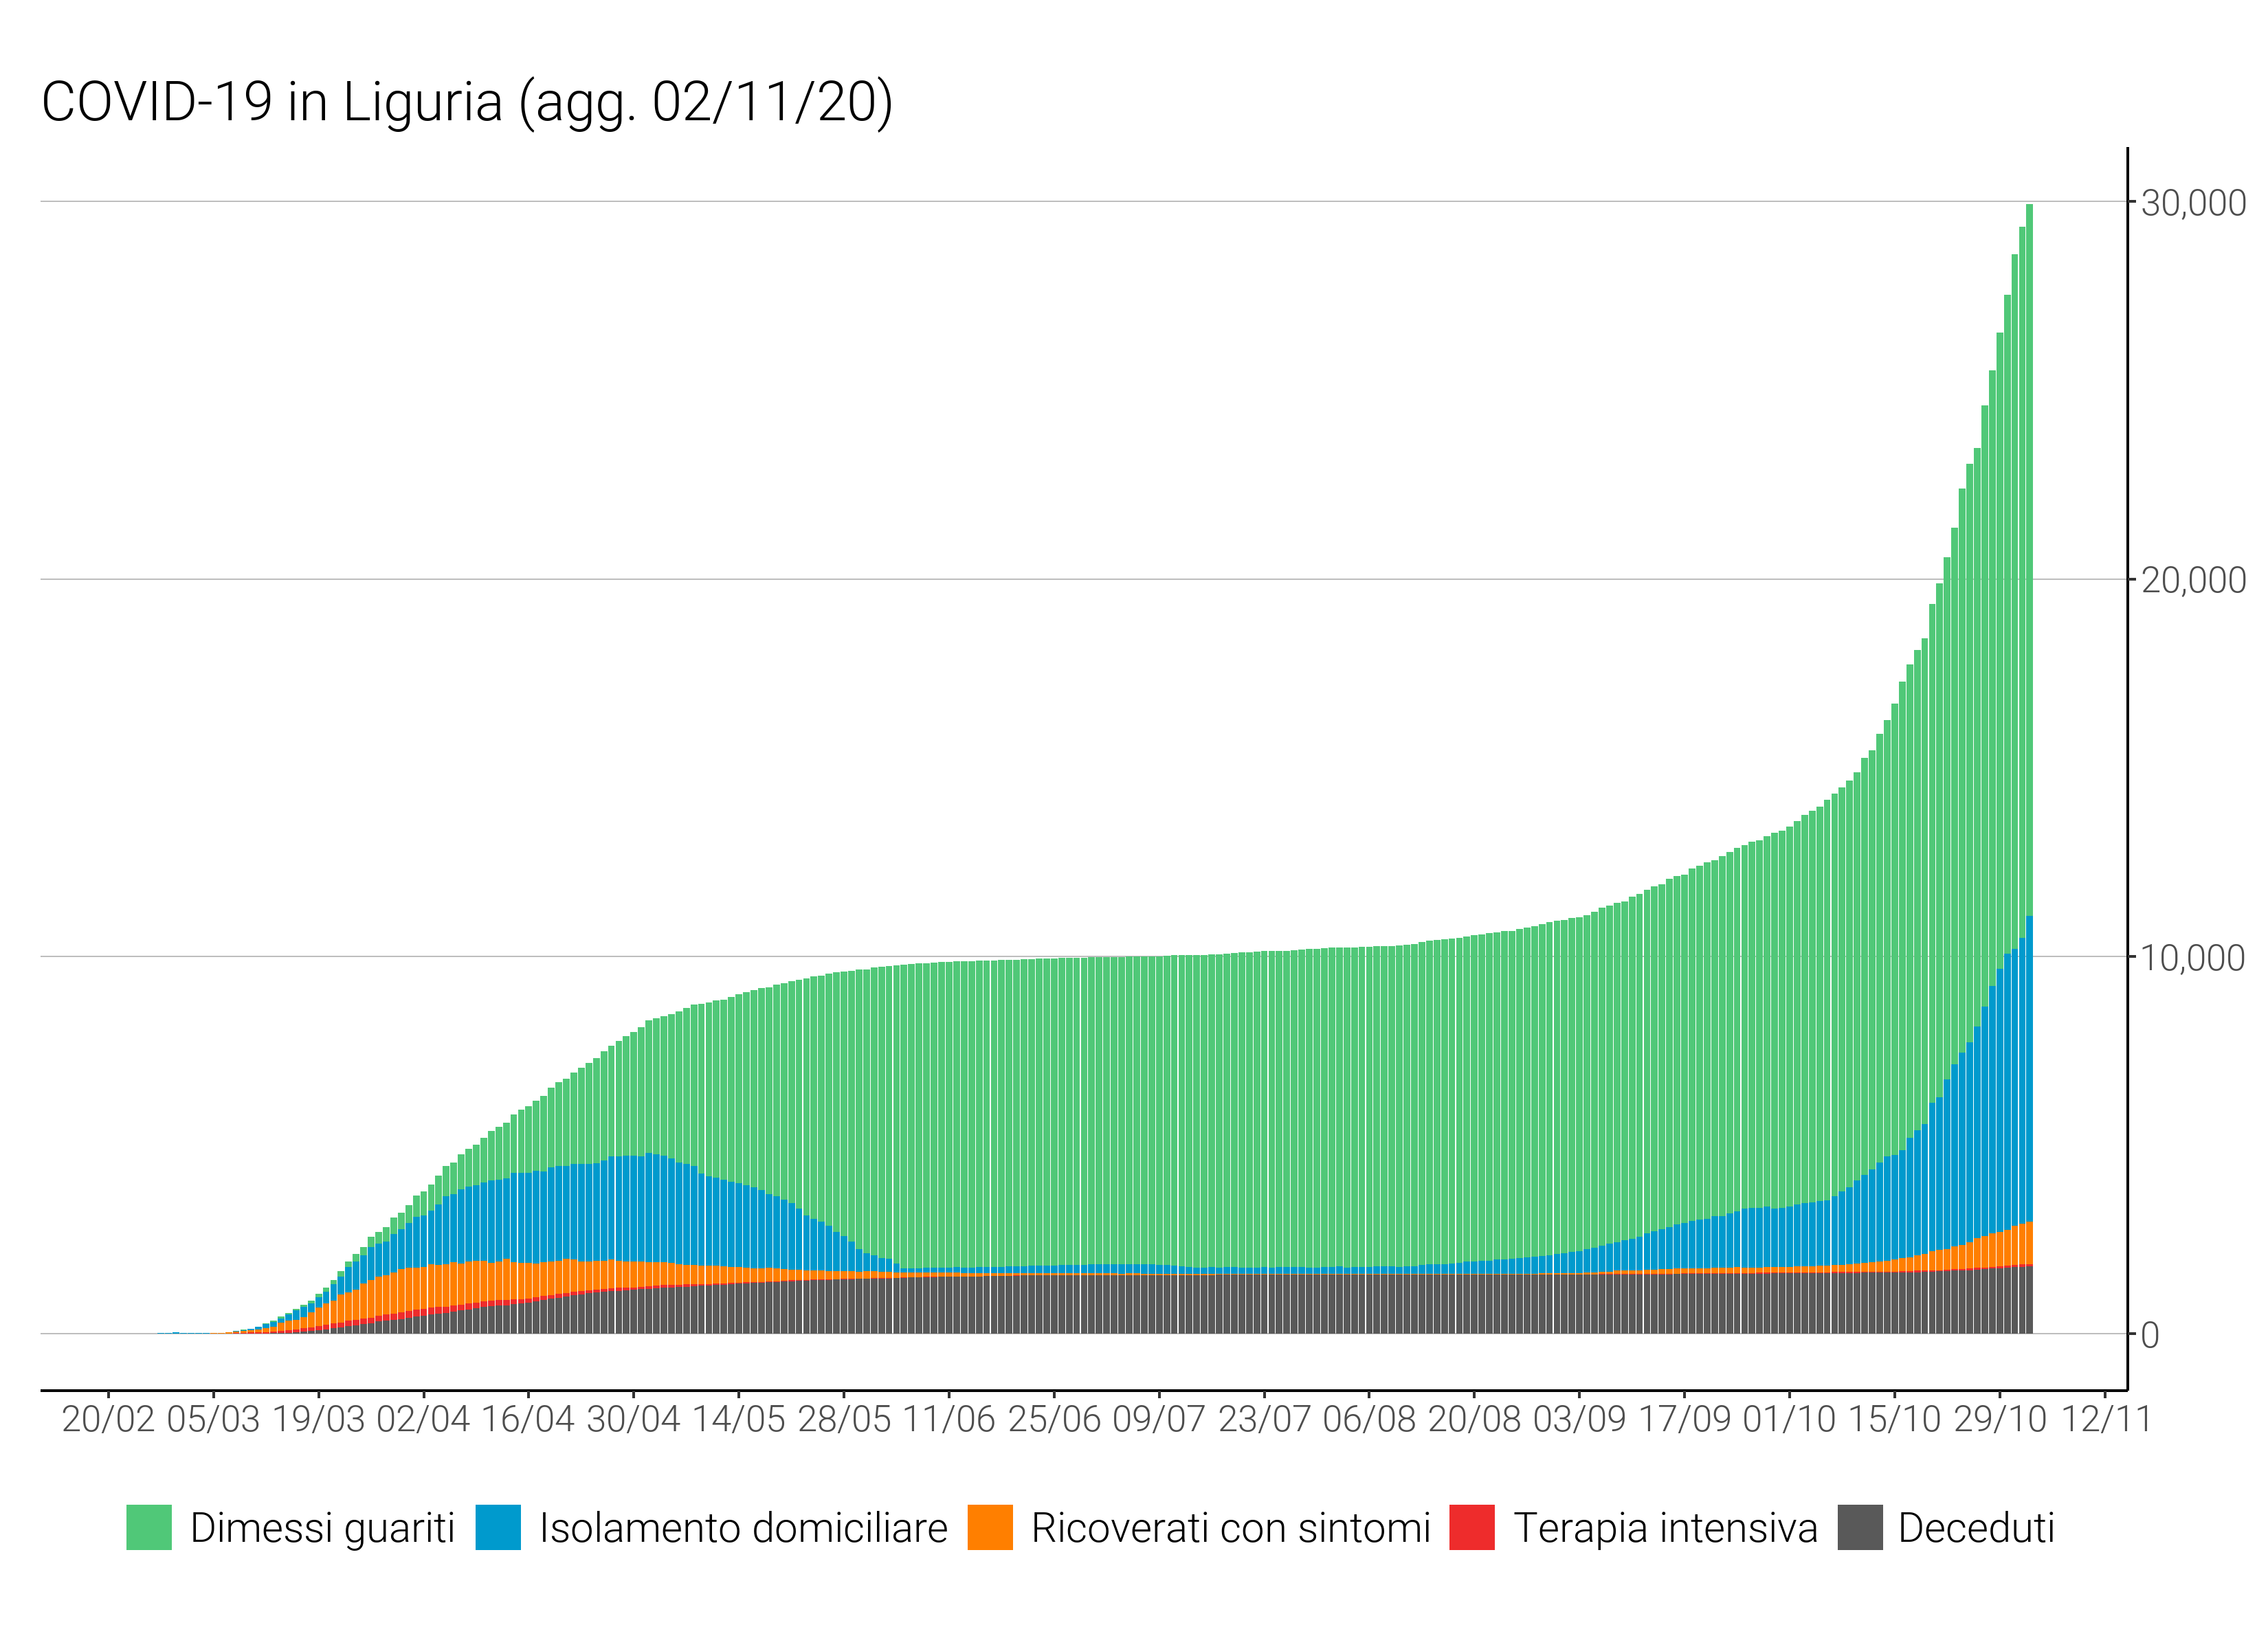 COVID-19 in Liguria (agg. 02/11/20)
30,000
20,000
10,000
0
20/02 05/03 19/03 02/04 16/04 30/04 14/05 28/05 11/06 25/06 09/07 23/07 06/08 20/08 03/09 17/09 01/10 15/10 29/10 12/11
Dimessi guariti Isolamento domiciliare Ricoverati con sintomi Terapia intensiva Deceduti